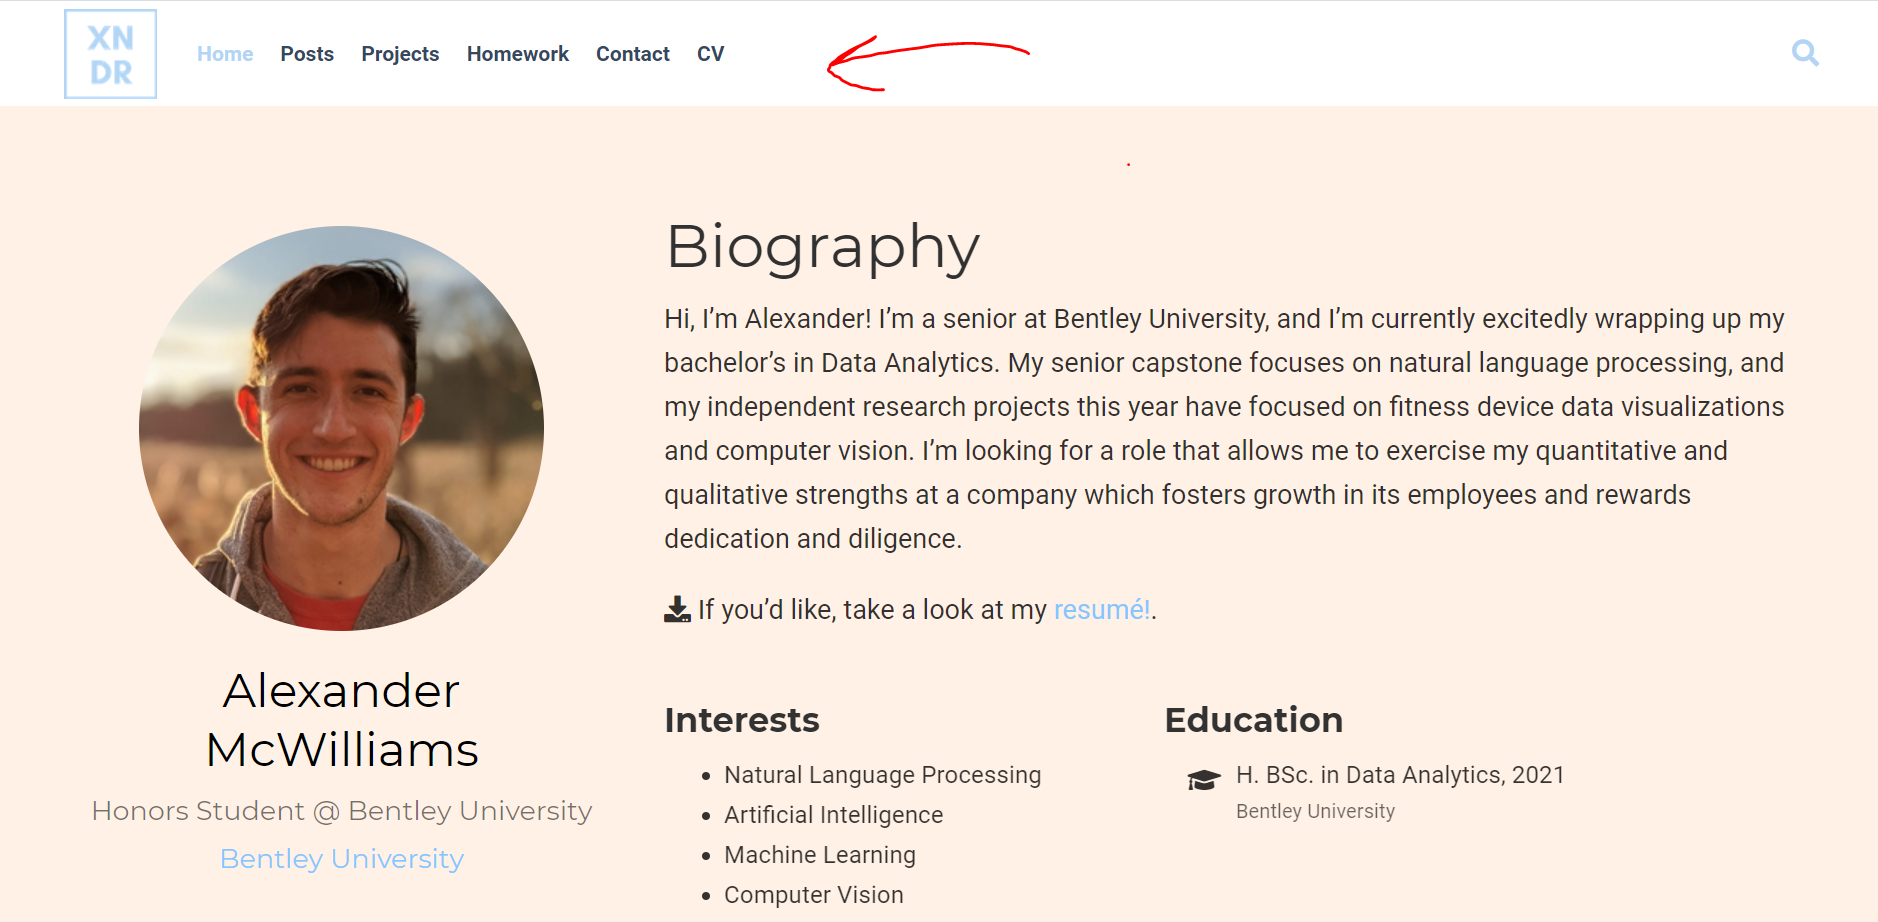 XN
DR
Home Posts Projects Homework Contact CV
Biography
Hi, I’m Alexander! I’m a senior at Bentley University, and I’m currently excitedly wrapping up my
bachelor’s in Data Analytics. My senior capstone focuses on natural language processing, and
my independent research projects this year have focused on fitness device data visualizations
and computer vision. I’m looking for a role that allows me to exercise my quantitative and
qualitative strengths at a company which fosters growth in its employees and rewards
dedication and diligence.
If you’d like, take a look at my resumé!.
Alexander
McWilliams
Honors Student @ Bentley University
Bentley University
Interests
Natural Language Processing
Artificial Intelligence
Machine Learning
Computer Vision
Education
H. BSc. in Data Analytics, 2021
Bentley University